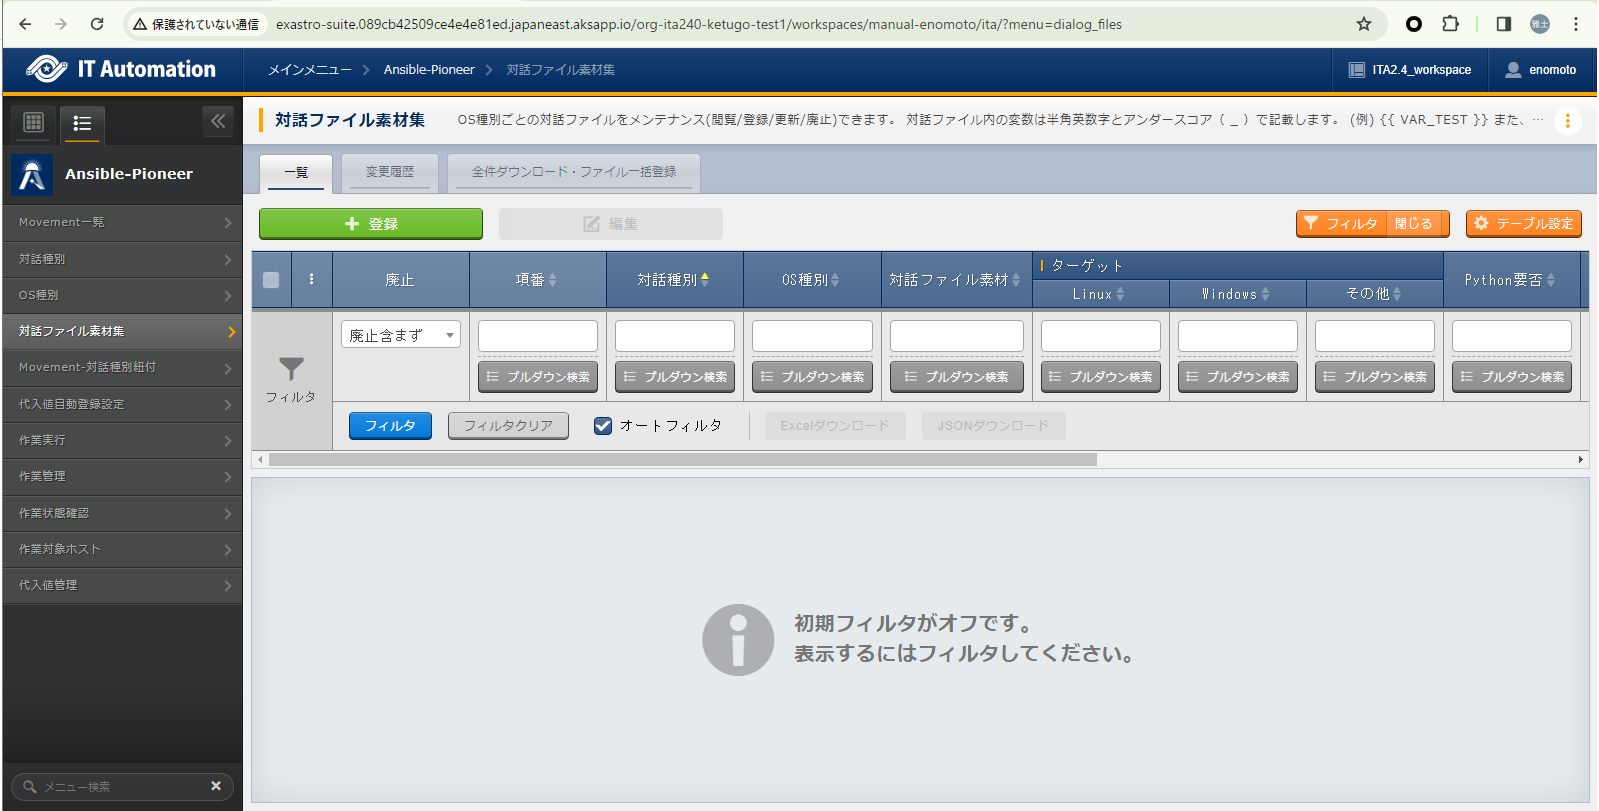 保護されていない通信
exastro-suite.089cb42509ce4e4e81ed.japaneast.aksapp.io/org-ita240-ketugo-test1/workspaces/manual-enomoto/ita/?menu=dialog_files
雅士
IT Automation
メインメニュー
Ansible-Pioneer
対話ファイル素材集
ITA2.4_workspace
enomoto
Ansible-Pioneer
Movement一覧
対話種別
OS種別
対話ファイル素材集
Movement-対話種別紐付
代入値自動登録設定
作業実行
作業管理
作業状態確認
作業対象ホスト
代入値管理
メニュー検索
対話ファイル素材集
OS種別ごとの対話ファイルをメンテナンス(閲覧/登録/更新/廃止)できます。 対話ファイル内の変数は半角英数字とアンダースコア ( _ ) で記載します。 (例) {{ VAR_TEST }} また、…
一覧
変更履歴
全件ダウンロード・ファイル一括登録
登録
編集
フィルタ 閉じる
テーブル設定
廃止
項番
対話種別
OS種別
対話ファイル素材
ターゲット
Linux
Windows
その他
Python要否
フィルタ
廃止含まず
プルダウン検索
プルダウン検索
プルダウン検索
プルダウン検索
プルダウン検索
プルダウン検索
プルダウン検索
プルダウン検索
フィルタ
フィルタクリア
オートフィルタ
Excelダウンロード
JSONダウンロード
初期フィルタがオフです。
表示するにはフィルタしてください。